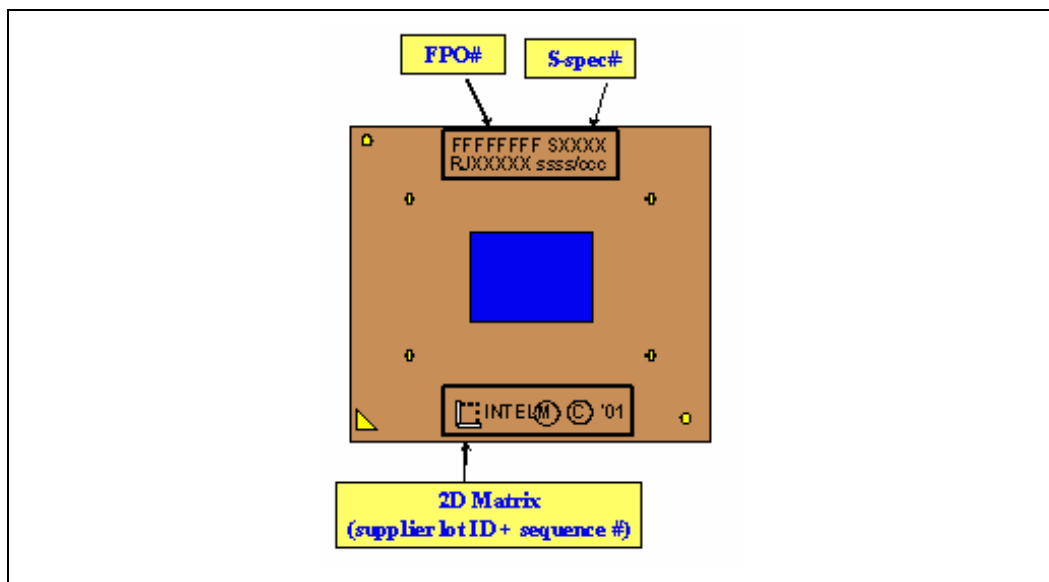 FPO#
S-spec#
FFFFFFFF SXXXX
RJXXXXX ssss/ccc
INTEL M C '01
2D Matrix
(supplier lot ID + sequence #)